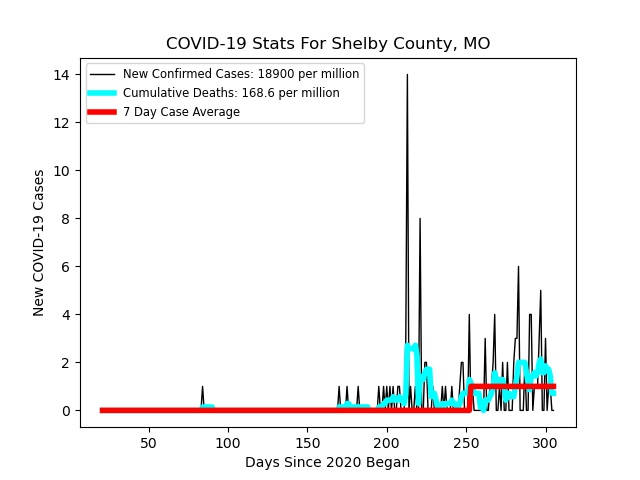 COVID-19 Stats For Shelby County, MO
New Confirmed Cases: 18900 per million
Cumulative Deaths: 168.6 per million
7 Day Case Average
New COVID-19 Cases
14
12
10
8
6
4
2
0
50 100 150 200 250 300
Days Since 2020 Began